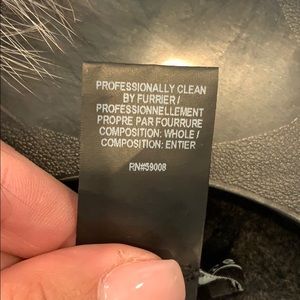 PROFESSIONALLY CLEAN
BY FURRIER /
PROFESSIONNELLEMENT
PROPRE PAR FOURRURE
COMPOSITION: WHOLE /
COMPOSITION: ENTIER
RN#59008